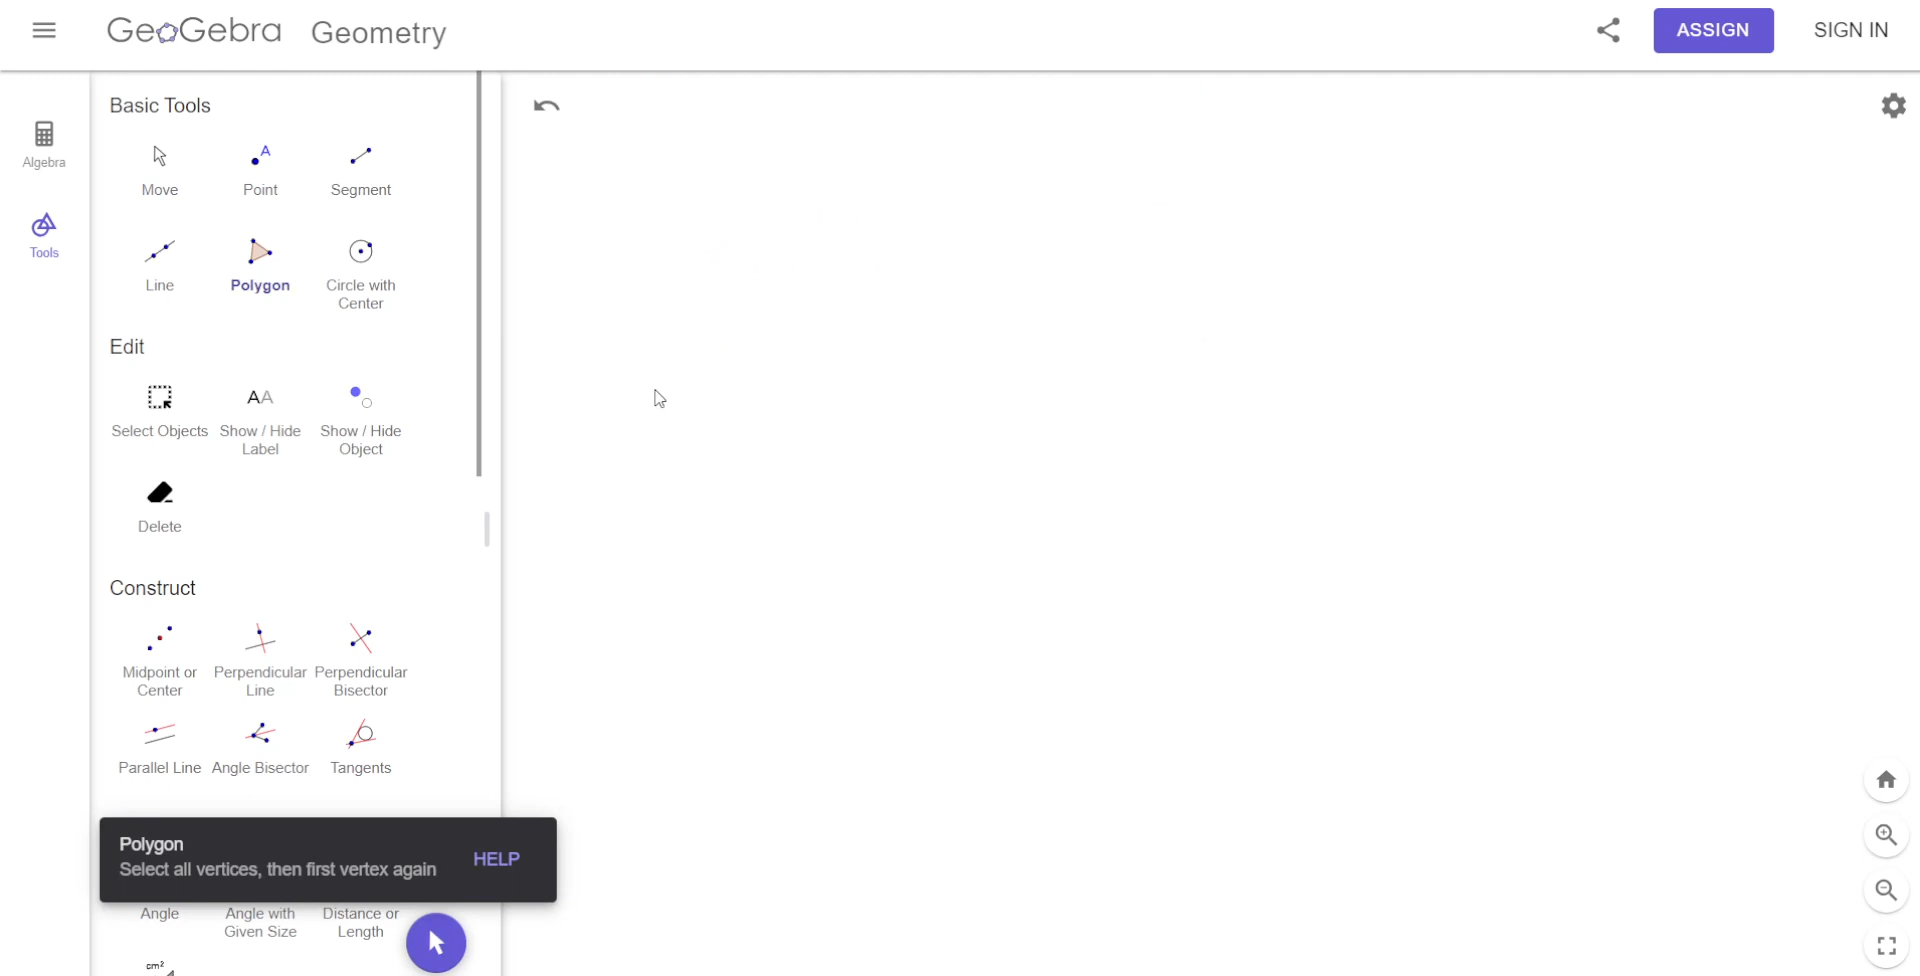 GeoGebra Geometry
ASSIGN
SIGN IN
Algebra
Tools
Basic Tools
A
Move
Point
Segment
Line
Polygon
Circle with
Center
Edit
AA
Select Objects
Show / Hide
Label
Show / Hide
Object
Delete
Construct
Midpoint or
Center
Perpendicular
Line
Perpendicular
Bisector
Parallel Line
Angle Bisector
Tangents
Polygon
Select all vertices, then first vertex again
HELP
Angle
Angle with
Given Size
Distance or
Length
cm²